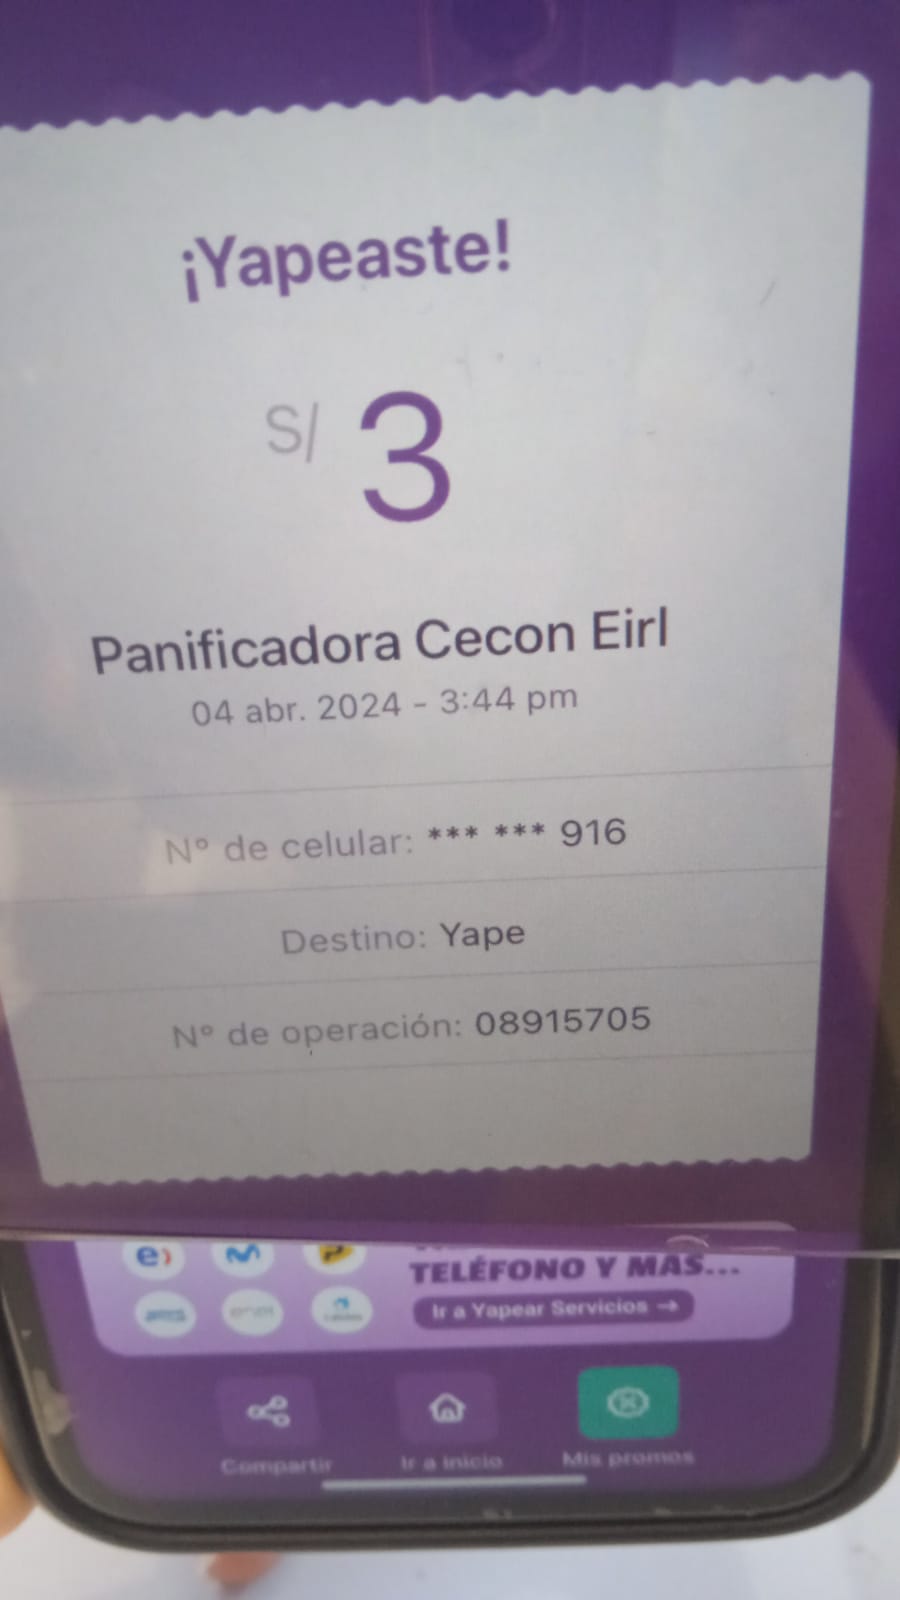 ¡Yapeaste!
S/ 3
Panificadora Cecon Eirl
04 abr. 2024 - 3:44 pm
Nº de celular: *** *** 916
Destino: Yape
Nº de operación: 08915705
e)
TELÉFONO Y MÁS...
Ir a Yapear Servicios →
Compartir
Ir a inicio
Mis promos